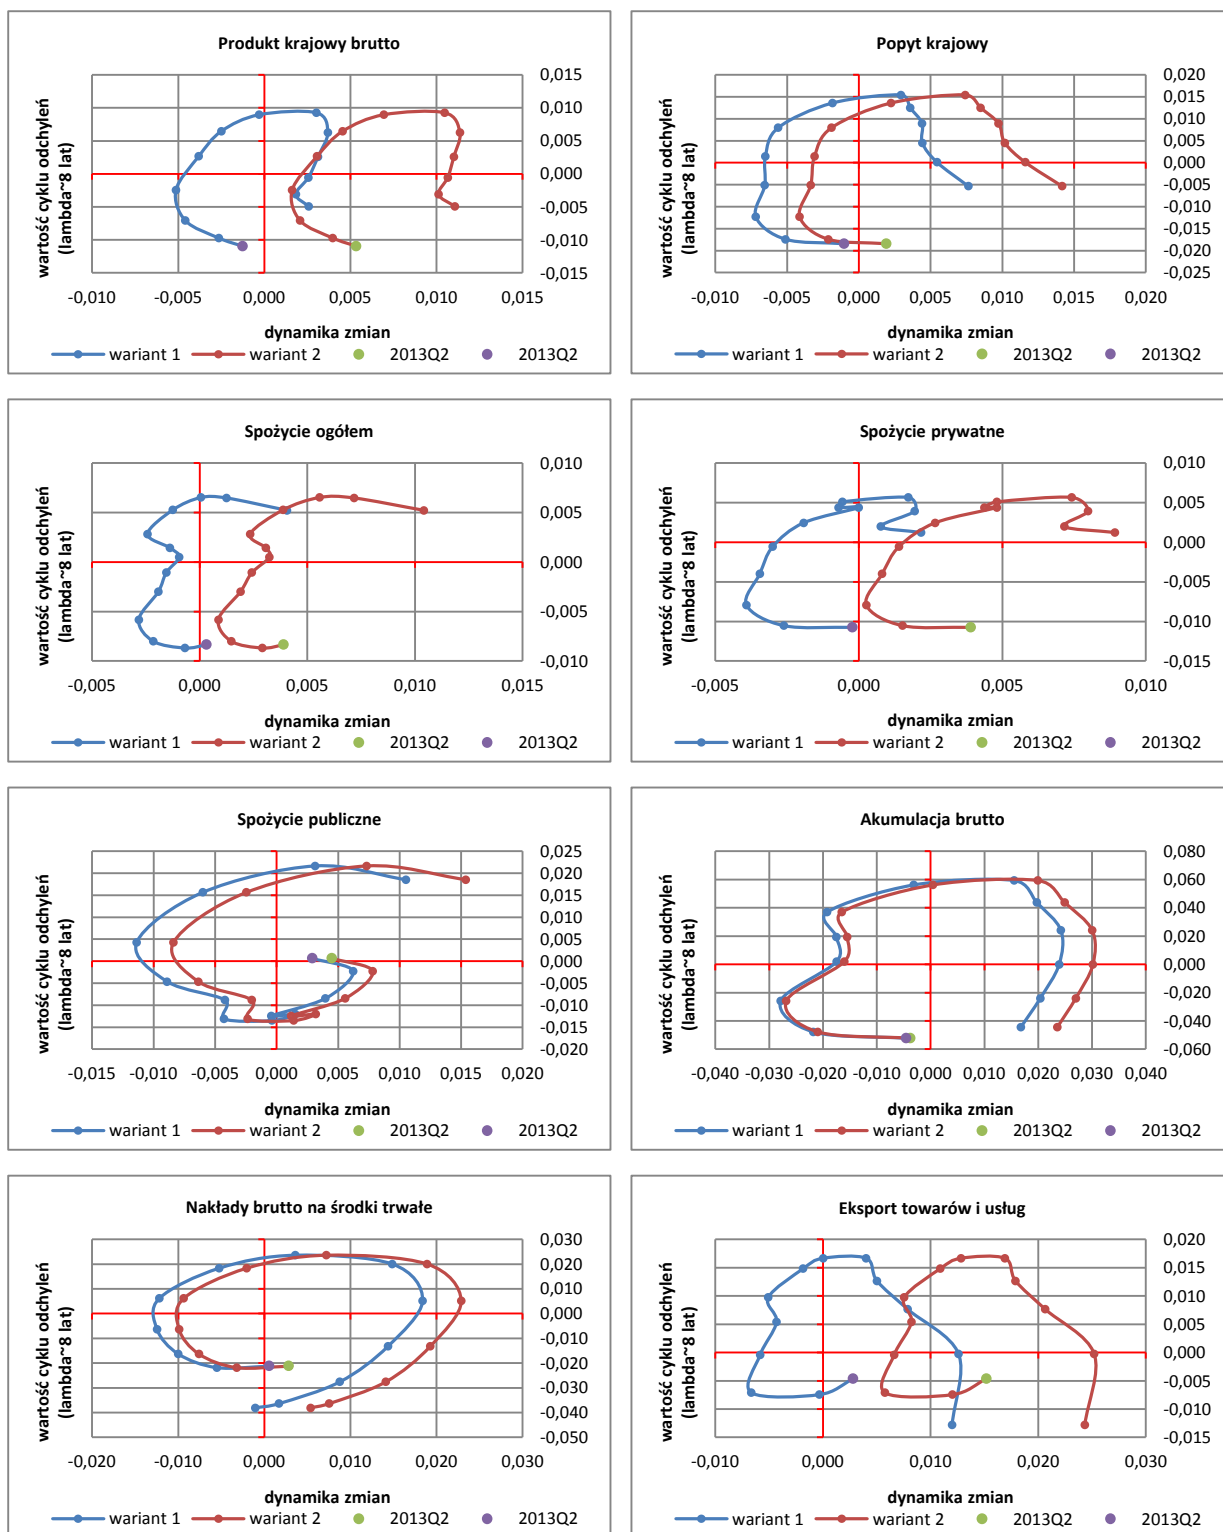 Produkt krajowy brutto
wartość cyklu odchyleń
(lambda~8 lat)
0,015
0,010
0,005
0,000
-0,005
-0,010
-0,015
-0,010 -0,005 0,000 0,005 0,010 0,015
dynamika zmian
wariant 1 wariant 2 2013Q2 2013Q2
Popyt krajowy
wartość cyklu odchyleń
(lambda~8 lat)
0,020
0,015
0,010
0,005
0,000
-0,005
-0,010
-0,015
-0,020
-0,025
-0,010 -0,005 0,000 0,005 0,010 0,015 0,020
dynamika zmian
wariant 1 wariant 2 2013Q2 2013Q2
Spożycie ogółem
wartość cyklu odchyleń
(lambda~8 lat)
0,010
0,005
0,000
-0,005
-0,010
-0,005 0,000 0,005 0,010 0,015
dynamika zmian
wariant 1 wariant 2 2013Q2 2013Q2
Spożycie prywatne
wartość cyklu odchyleń
(lambda~8 lat)
0,010
0,005
0,000
-0,005
-0,010
-0,015
-0,005 0,000 0,005 0,010
dynamika zmian
wariant 1 wariant 2 2013Q2 2013Q2
Spożycie publiczne
wartość cyklu odchyleń
(lambda~8 lat)
0,025
0,020
0,015
0,010
0,005
0,000
-0,005
-0,010
-0,015
-0,020
-0,015 -0,010 -0,005 0,000 0,005 0,010 0,015 0,020
dynamika zmian
wariant 1 wariant 2 2013Q2 2013Q2
Akumulacja brutto
wartość cyklu odchyleń
(lambda~8 lat)
0,080
0,060
0,040
0,020
0,000
-0,020
-0,040
-0,060
-0,040 -0,030 -0,020 -0,010 0,000 0,010 0,020 0,030 0,040
dynamika zmian
wariant 1 wariant 2 2013Q2 2013Q2
Nakłady brutto na środki trwałe
wartość cyklu odchyleń
(lambda~8 lat)
0,030
0,020
0,010
0,000
-0,010
-0,020
-0,030
-0,040
-0,050
-0,020 -0,010 0,000 0,010 0,020 0,030
dynamika zmian
wariant 1 wariant 2 2013Q2 2013Q2
Eksport towarów i usług
wartość cyklu odchyleń
(lambda~8 lat)
0,020
0,015
0,010
0,005
0,000
-0,005
-0,010
-0,015
-0,010 0,000 0,010 0,020 0,030
dynamika zmian
wariant 1 wariant 2 2013Q2 2013Q2